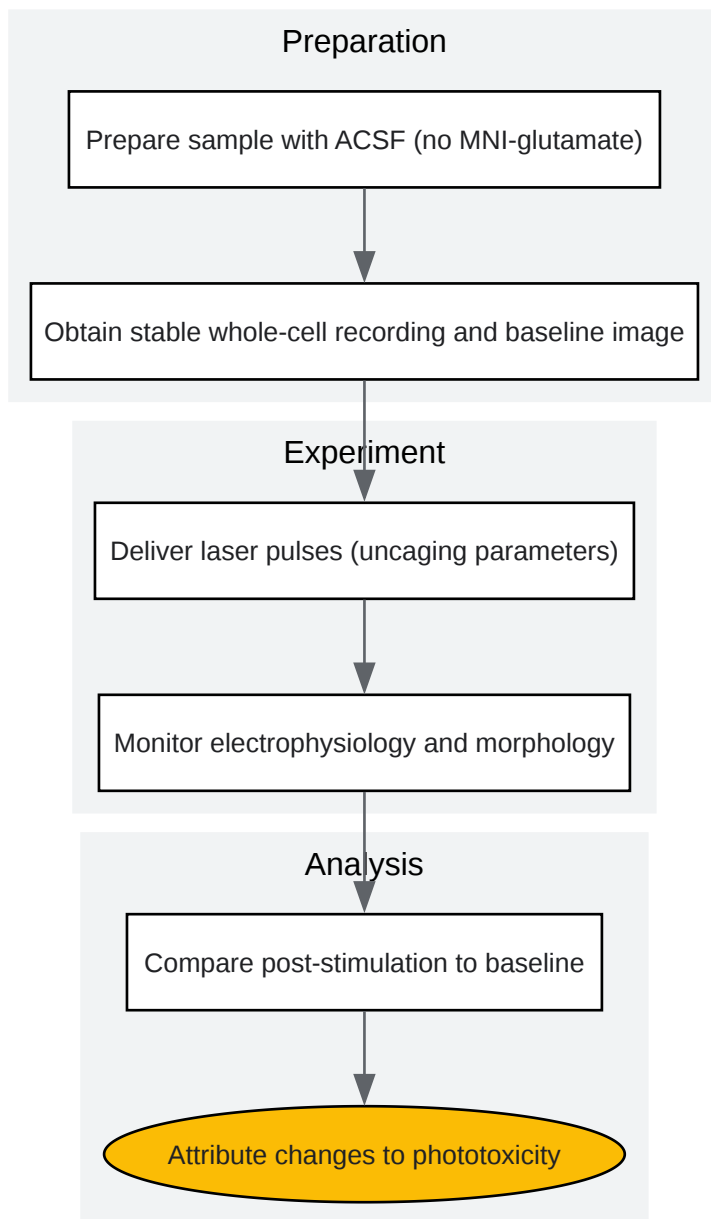 Preparation
Prepare sample with ACSF (no MNI-glutamate)
Obtain stable whole-cell recording and baseline image
Experiment
Deliver laser pulses (uncaging parameters)
Monitor electrophysiology and morphology
Analysis
Compare post-stimulation to baseline
Attribute changes to phototoxicity